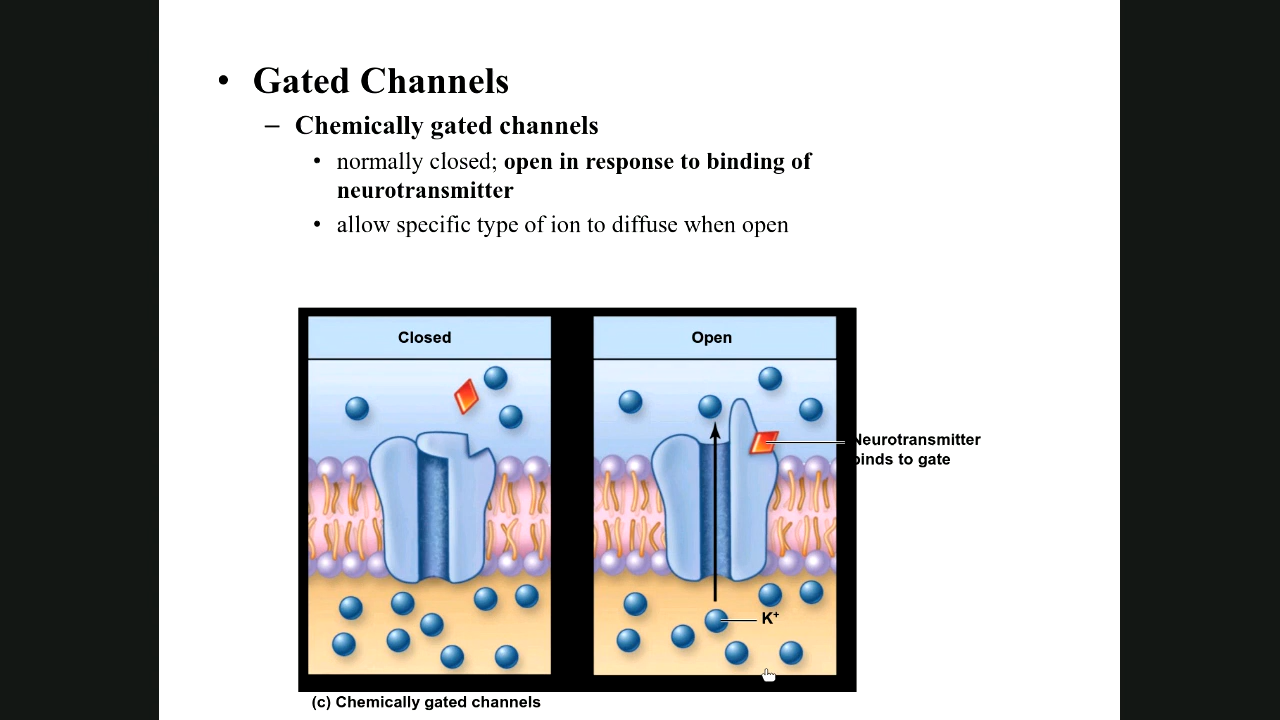 • Gated Channels
– Chemically gated channels
• normally closed; open in response to binding of
neurotransmitter
• allow specific type of ion to diffuse when open
Closed
Open
Neurotransmitter
binds to gate
K⁺
(c) Chemically gated channels